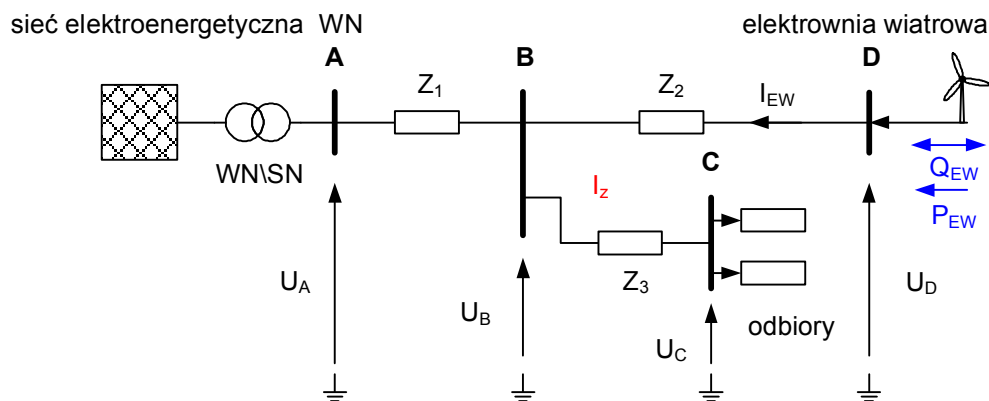 sieć elektroenergetyczna WN
elektrownia wiatrowa
A
B
D
Z1
Z2
IEW
C
WN\SN
QEW
Iz
PEW
Z3
UA
UB
UD
odbiory
UC